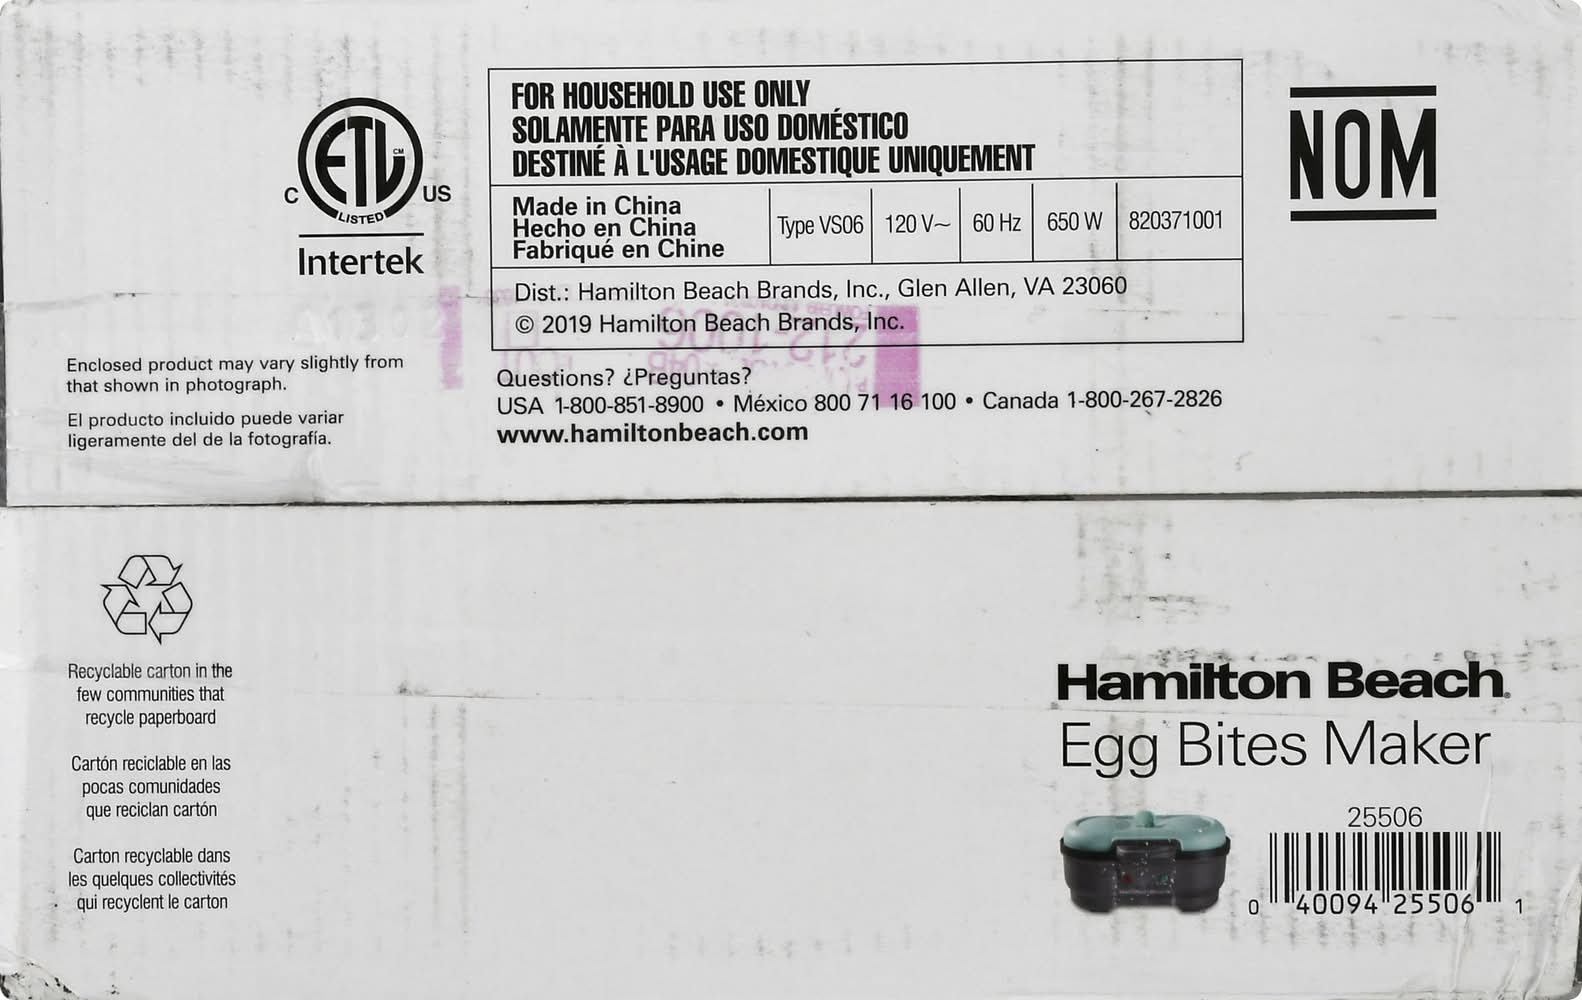 ETL CM
C US
LISTED
Intertek
FOR HOUSEHOLD USE ONLY
SOLAMENTE PARA USO DOMÉSTICO
DESTINÉ À L'USAGE DOMESTIQUE UNIQUEMENT
Made in China
Hecho en China
Fabriqué en Chine
Type VS06 120 V~ 60 Hz 650 W 820371001
Dist.: Hamilton Beach Brands, Inc., Glen Allen, VA 23060
© 2019 Hamilton Beach Brands, Inc.
NOM
Enclosed product may vary slightly from
that shown in photograph.
El producto incluido puede variar
ligeramente del de la fotografía.
Questions? ¿Preguntas?
USA 1-800-851-8900 • México 800 71 16 100 • Canada 1-800-267-2826
www.hamiltonbeach.com
Recyclable carton in the
few communities that
recycle paperboard
Cartón reciclable en las
pocas comunidades
que reciclan cartón
Carton recyclable dans
les quelques collectivités
qui recyclent le carton
Hamilton Beach®
Egg Bites Maker
25506
0 40094 25506 1